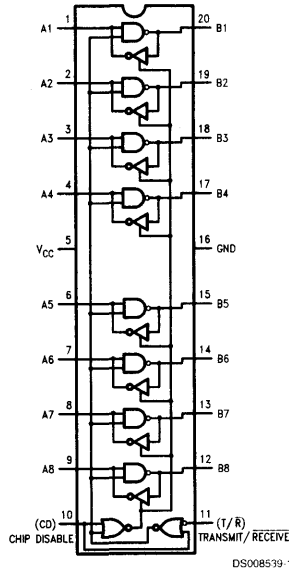 1 20
A1 B1
2 19
A2 B2
3 18
A3 B3
4 17
A4 B4
5 16
VCC GND
6 15
A5 B5
7 14
A6 B6
8 13
A7 B7
9 12
A8 B8
10 11
(CD) (T/R̅)
CHIP DISABLE TRANSMIT/R̅E̅C̅E̅I̅V̅E̅
DS008539-1